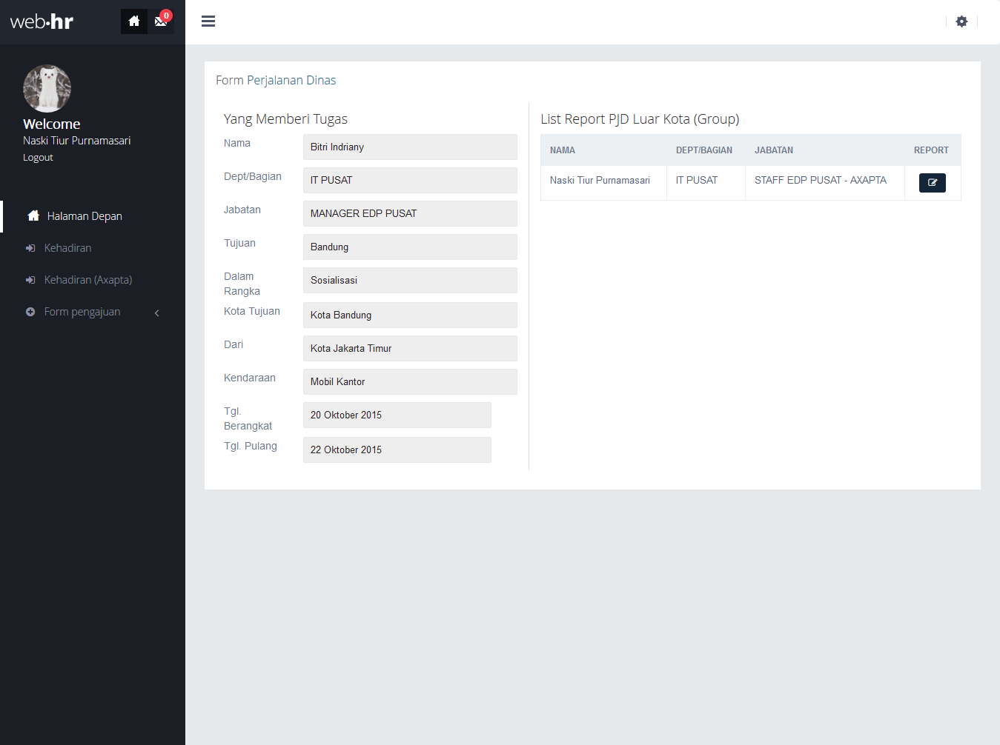 web·hr
0
Welcome
Naski Tiur Purnamasari
Logout
Halaman Depan
Kehadiran
Kehadiran (Axapta)
Form pengajuan
Form Perjalanan Dinas
Yang Memberi Tugas
Nama
Bitri Indriany
Dept/Bagian
IT PUSAT
Jabatan
MANAGER EDP PUSAT
Tujuan
Bandung
Dalam
Rangka
Sosialisasi
Kota Tujuan
Kota Bandung
Dari
Kota Jakarta Timur
Kendaraan
Mobil Kantor
Tgl.
Berangkat
20 Oktober 2015
Tgl. Pulang
22 Oktober 2015
List Report PJD Luar Kota (Group)
NAMA DEPT/BAGIAN JABATAN REPORT
Naski Tiur Purnamasari IT PUSAT STAFF EDP PUSAT - AXAPTA